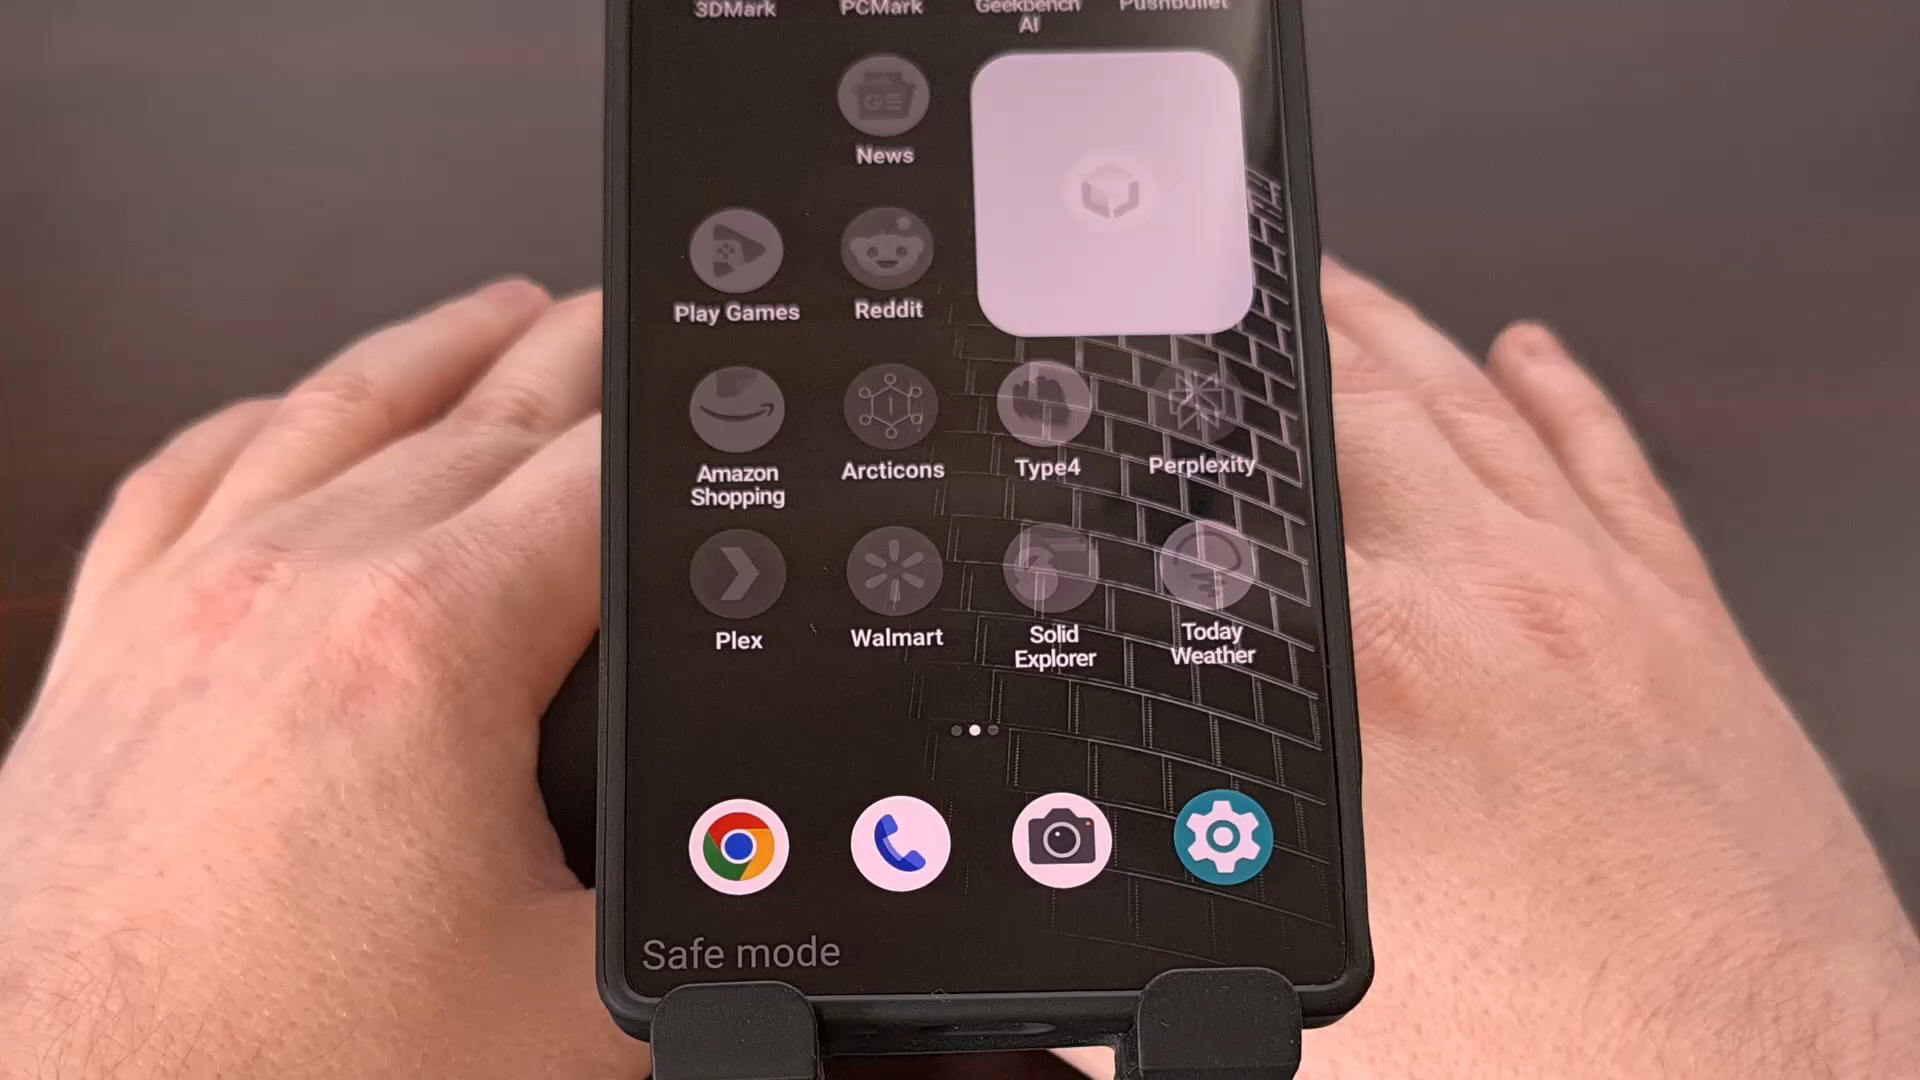 3DMark PCMark Geekbench Pushbullet
AI
News
Play Games Reddit
Amazon
Shopping
Arcticons Type4 Perplexity
Plex Walmart
Solid
Explorer
Today
Weather
Safe mode